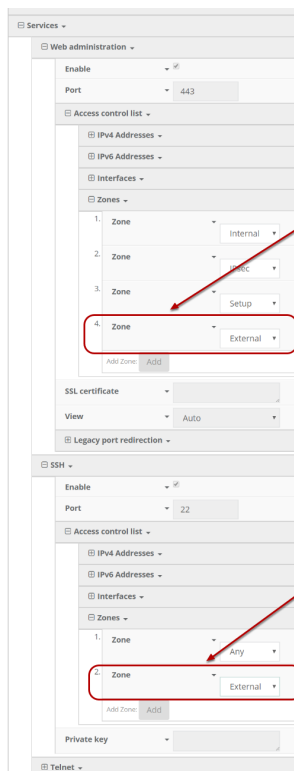 Services
Web administration
Enable
Port 443
Access control list
IPv4 Addresses
IPv6 Addresses
Interfaces
Zones
1. Zone
Internal
2. Zone
IPsec
3. Zone
Setup
4. Zone
External
Add Zone: Add
SSL certificate
View Auto
Legacy port redirection
SSH
Enable
Port 22
Access control list
IPv4 Addresses
IPv6 Addresses
Interfaces
Zones
1. Zone
Any
2. Zone
External
Add Zone: Add
Private key
Telnet